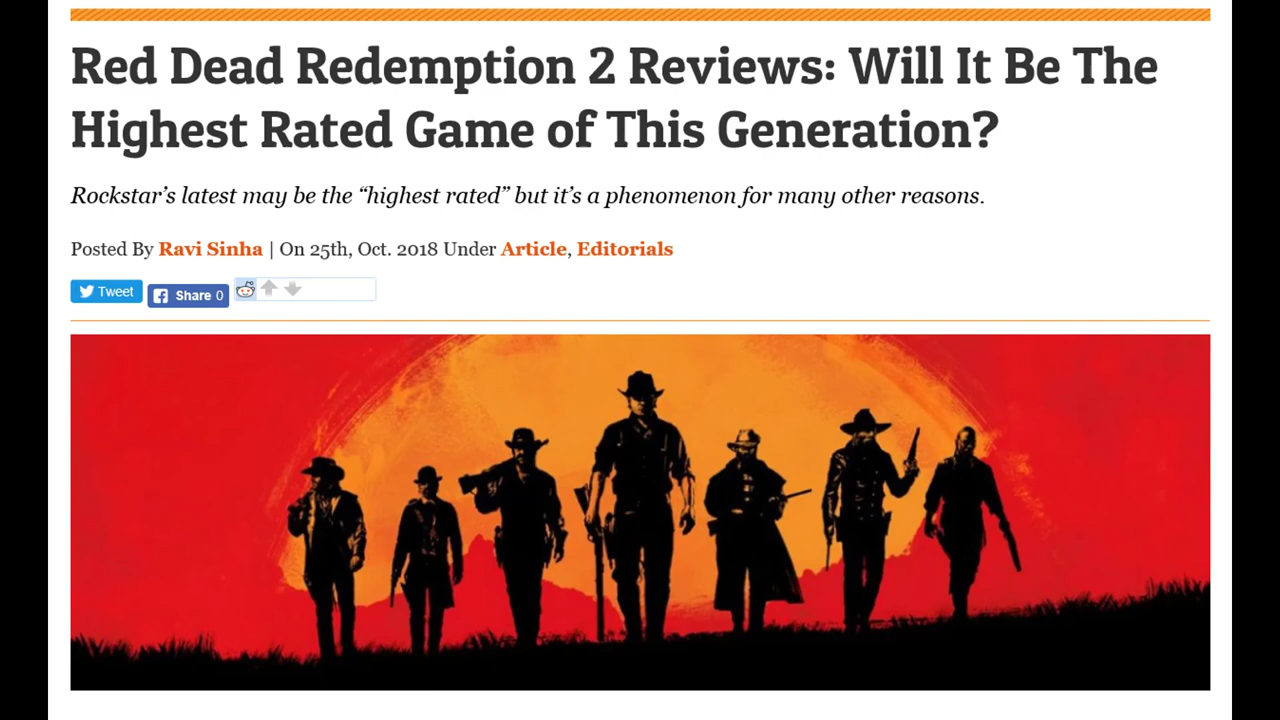 Red Dead Redemption 2 Reviews: Will It Be The
Highest Rated Game of This Generation?
Rockstar’s latest may be the “highest rated” but it’s a phenomenon for many other reasons.
Posted By Ravi Sinha | On 25th, Oct. 2018 Under Article, Editorials
Tweet
Share 0